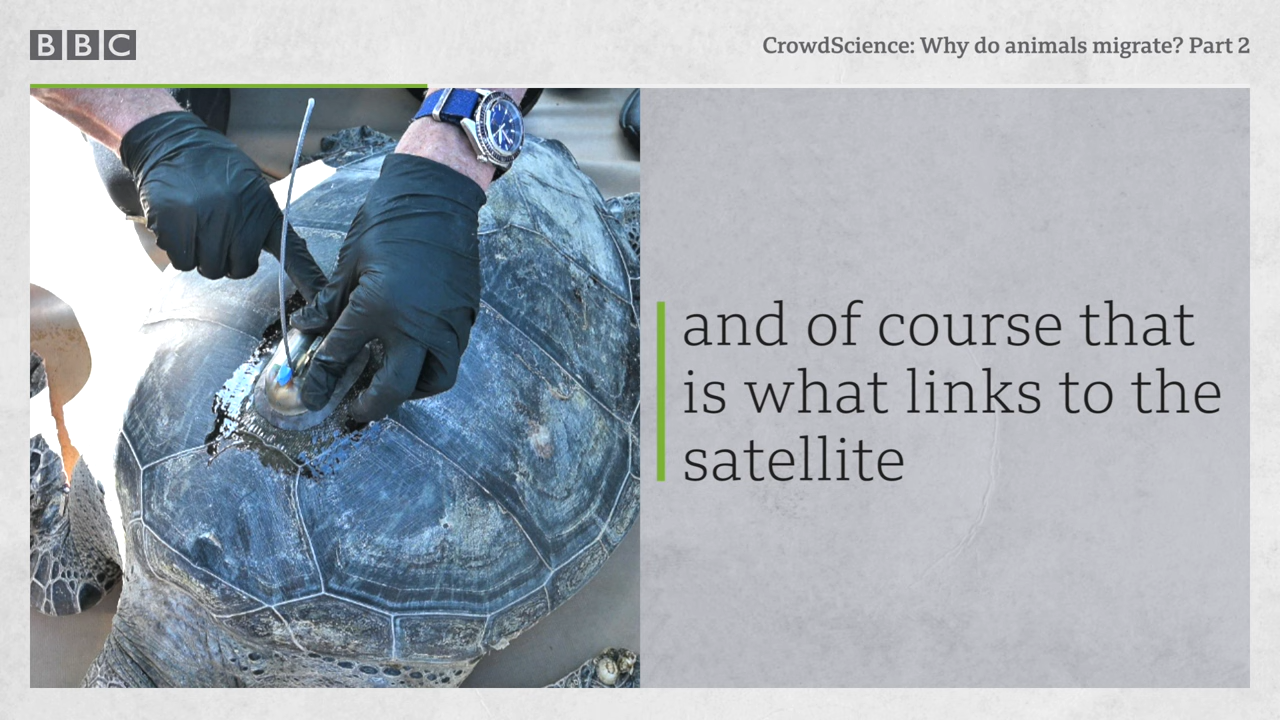 BBC
CrowdScience: Why do animals migrate? Part 2
and of course that
is what links to the
satellite